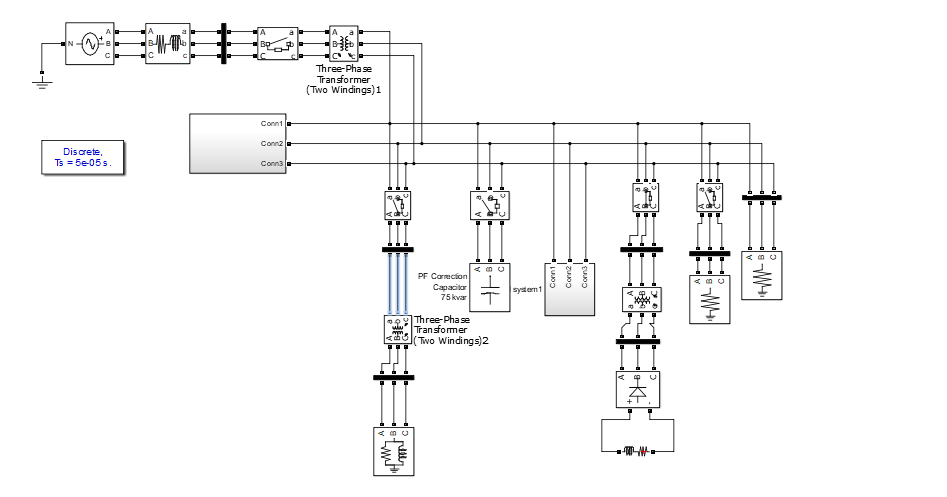 N A B C
A B C a b c
A B C a b c
A B C a b c
Three-Phase
Transformer
(Two Windings)1
Conn1
Conn2
Conn3
Discrete,
Ts = 5e-05 s.
a b c
A B C
a b c
A B C
a b c
A B C
a b c
A B C
A B C
PF Correction
Capacitor
75 kvar
A B C
system1
Conn1
Conn2
Conn3
A B C
a b c
A B C
Three-Phase
Transformer
(Two Windings)2
A B C
+ -
A B C